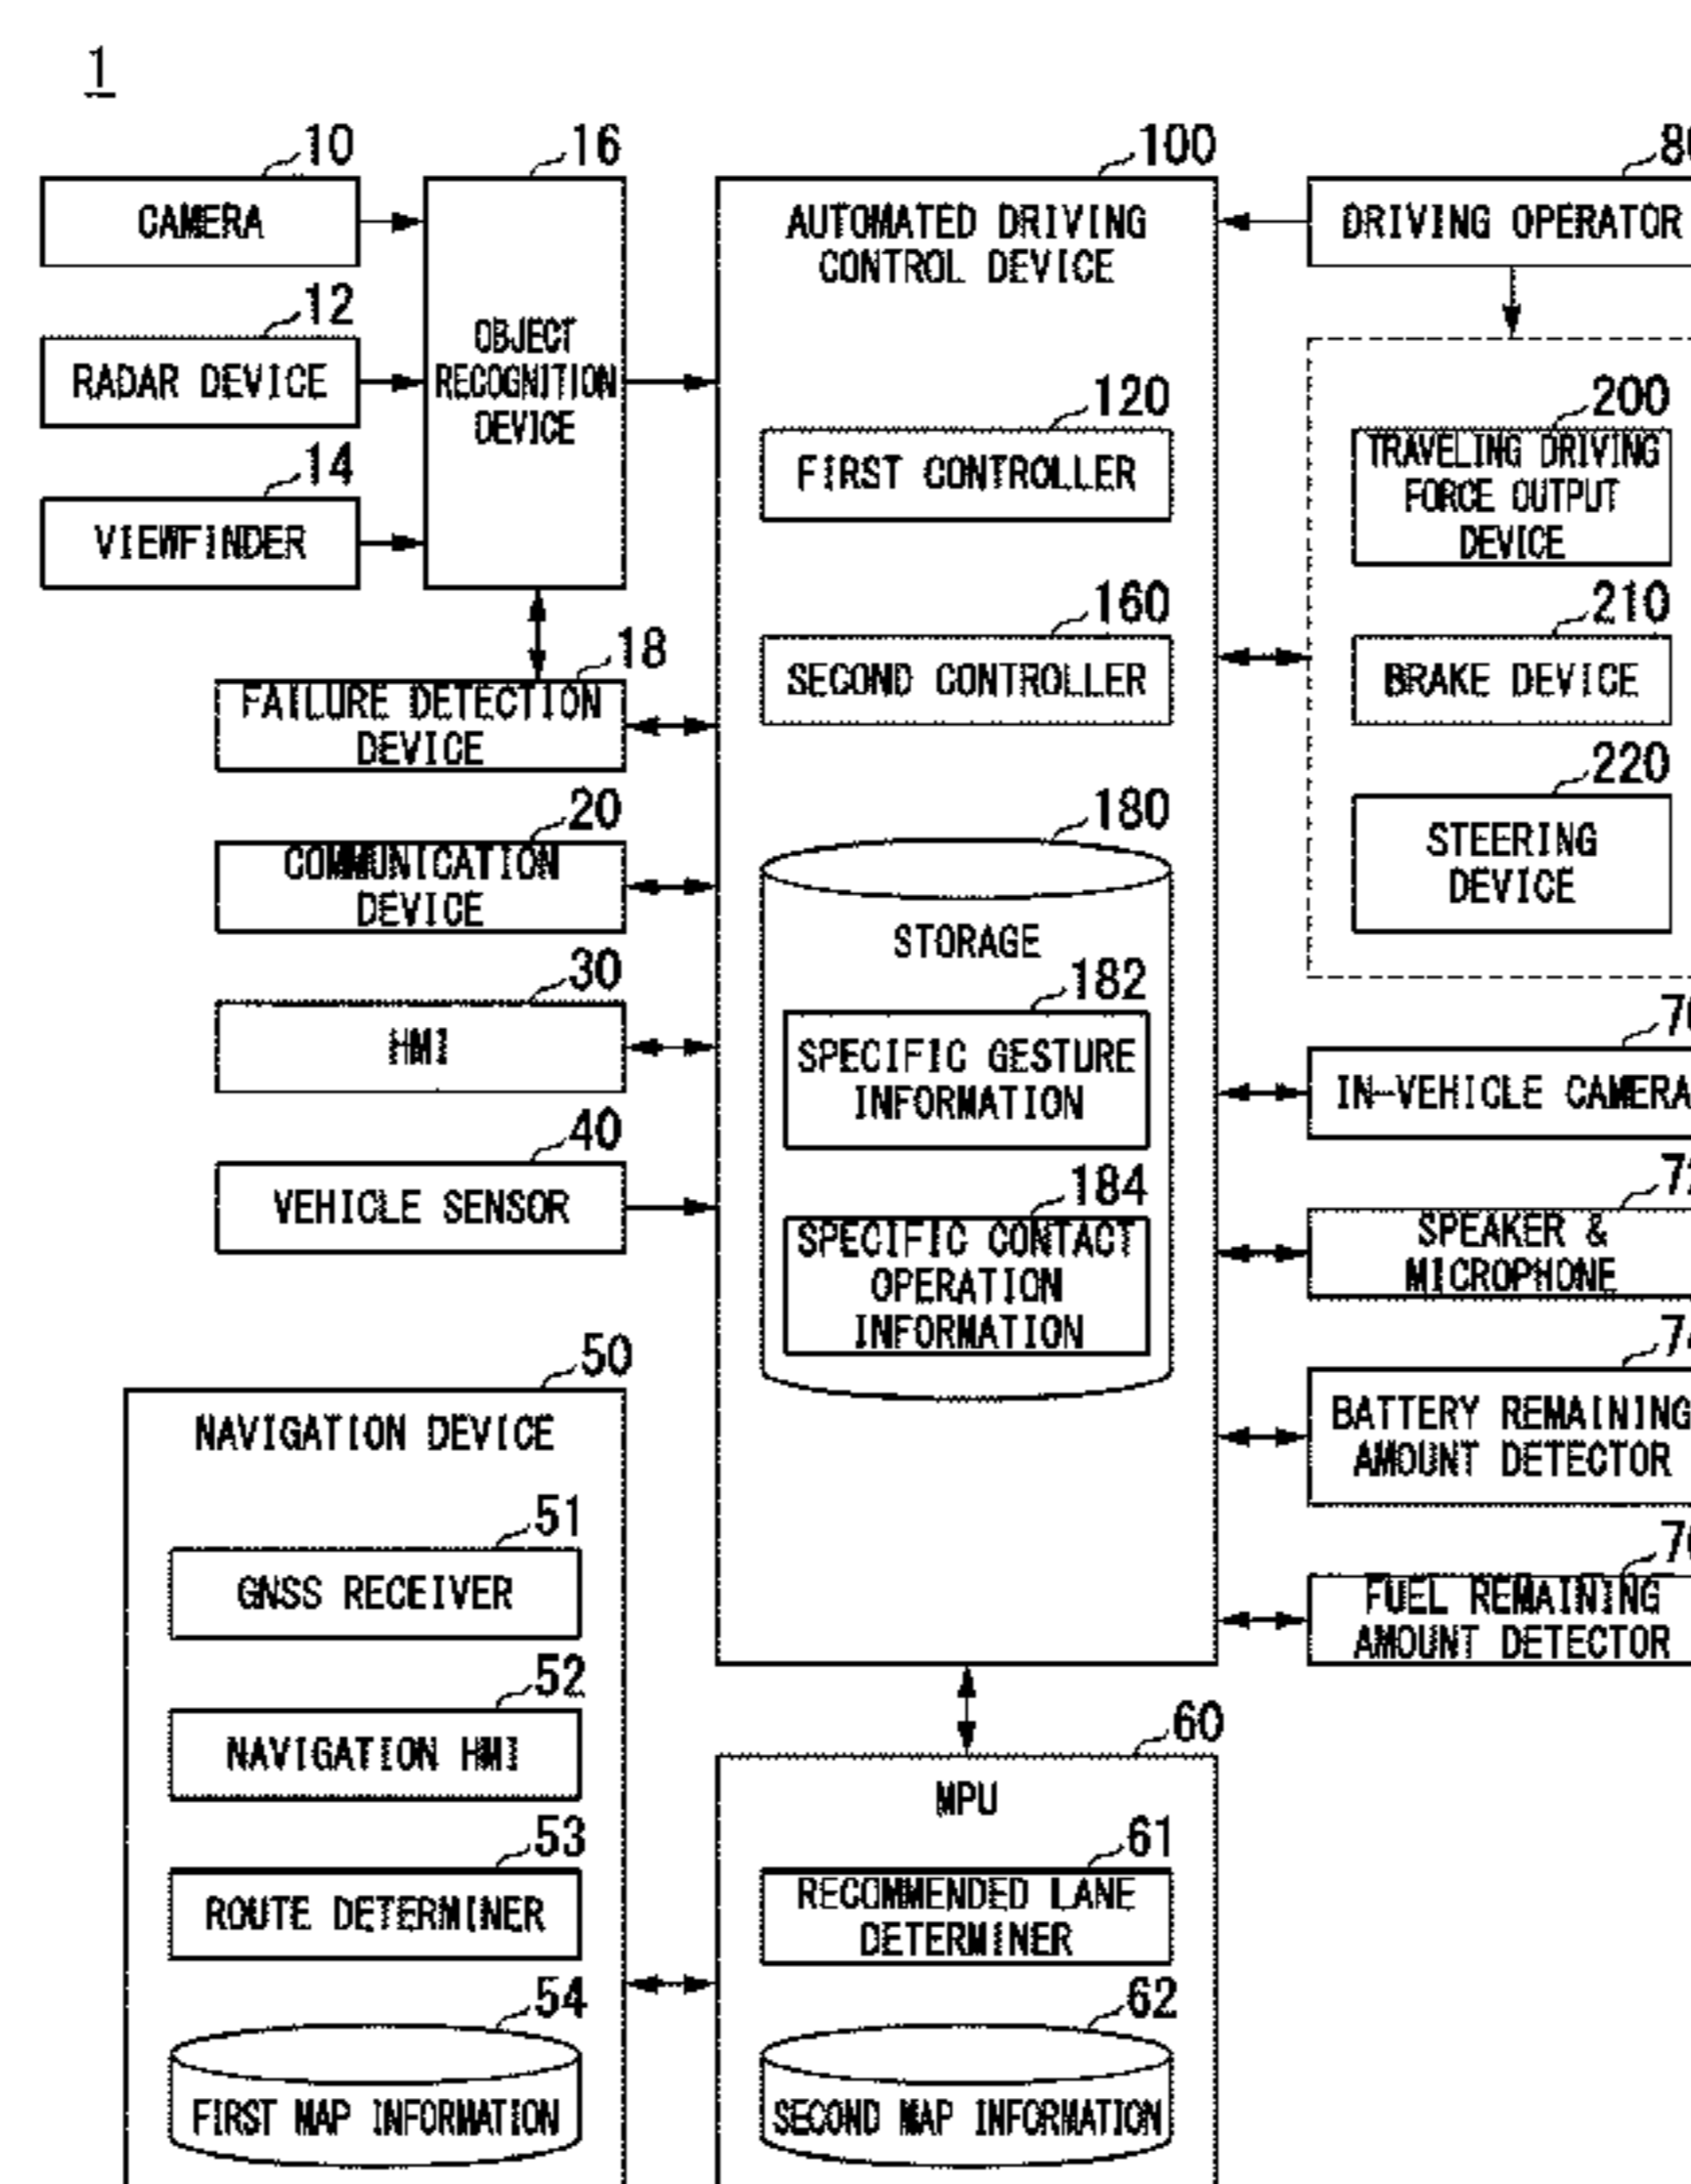 1
10
CAMERA
12
RADAR DEVICE
14
VIEWFINDER
16
OBJECT
RECOGNITION
DEVICE
18
FAILURE DETECTION
DEVICE
20
COMMUNICATION
DEVICE
30
HMI
40
VEHICLE SENSOR
50
NAVIGATION DEVICE
51
GNSS RECEIVER
52
NAVIGATION HMI
53
ROUTE DETERMINER
54
FIRST MAP INFORMATION
100
AUTOMATED DRIVING
CONTROL DEVICE
120
FIRST CONTROLLER
160
SECOND CONTROLLER
180
STORAGE
182
SPECIFIC GESTURE
INFORMATION
184
SPECIFIC CONTACT
OPERATION
INFORMATION
60
MPU
61
RECOMMENDED LANE
DETERMINER
62
SECOND MAP INFORMATION
DRIVING OPERATOR
200
TRAVELING DRIVING
FORCE OUTPUT
DEVICE
210
BRAKE DEVICE
220
STEERING
DEVICE
IN-VEHICLE CAMERA
SPEAKER &
MICROPHONE
BATTERY REMAINING
AMOUNT DETECTOR
FUEL REMAINING
AMOUNT DETECTOR